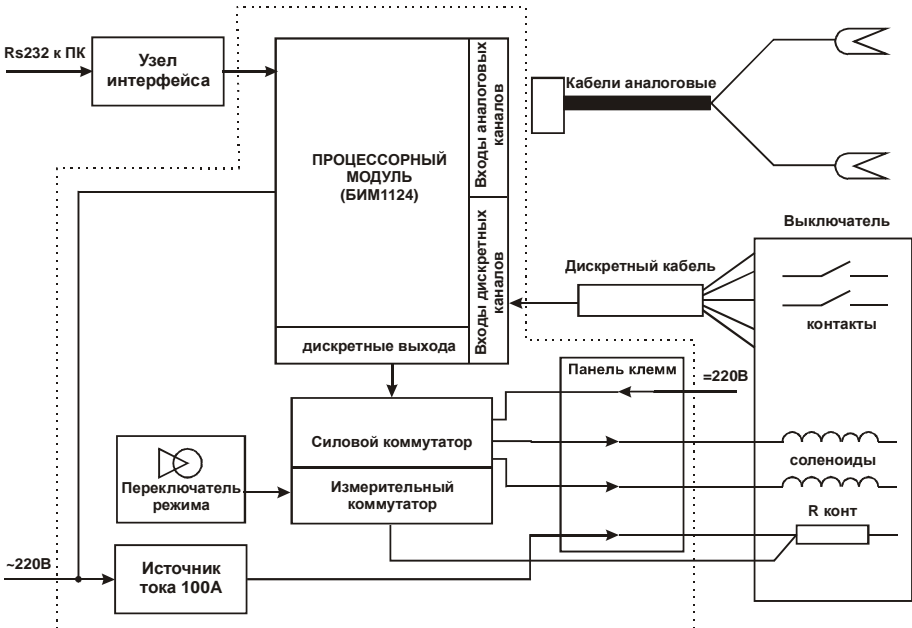 Rs232 к ПК
Узел
интерфейса
ПРОЦЕССОРНЫЙ
МОДУЛЬ
(БИМ1124)
Входы аналоговых
каналов
Входы дискретных
каналов
дискретные выхода
Кабели аналоговые
Дискретный кабель
Выключатель
контакты
Панель клемм
=220В
Силовой коммутатор
Измерительный
коммутатор
Переключатель
режима
соленоиды
R конт
~220В
Источник
тока 100А